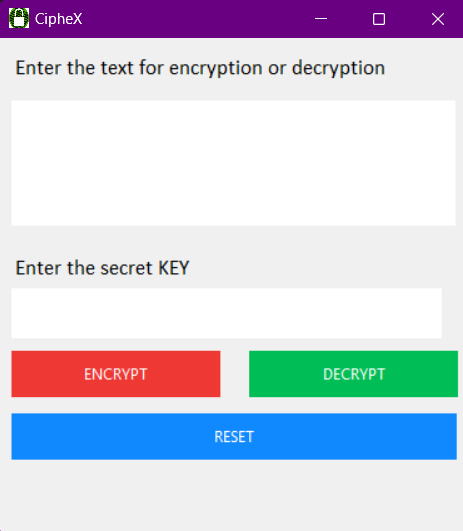 CipheX
Enter the text for encryption or decryption
Enter the secret KEY
ENCRYPT
DECRYPT
RESET